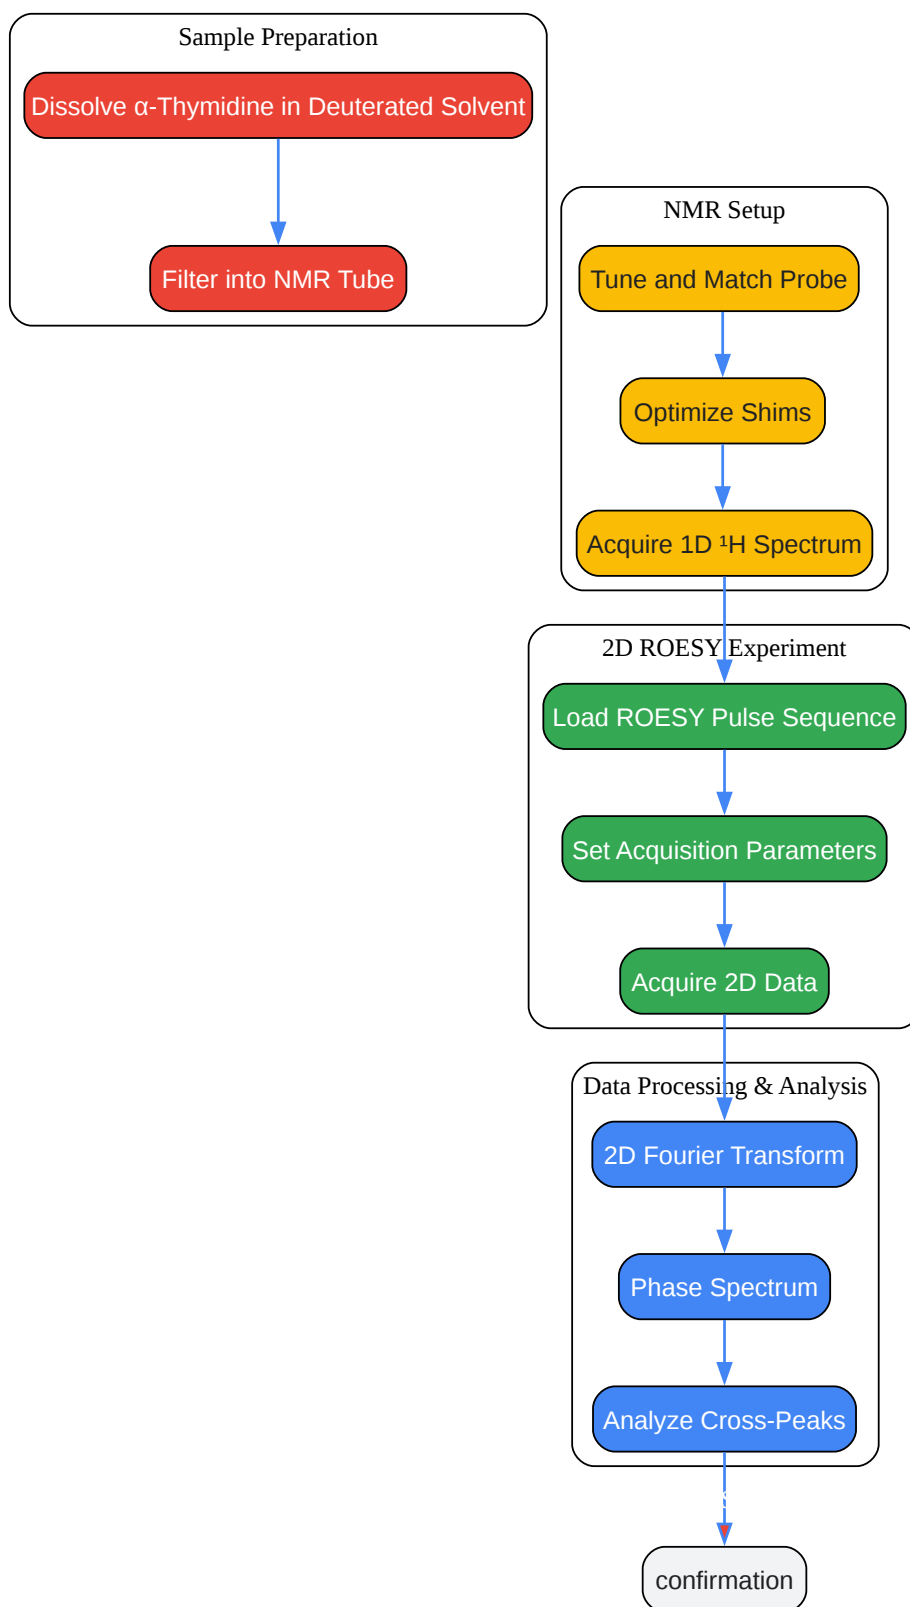 Sample Preparation
Dissolve α-Thymidine in Deuterated Solvent
Filter into NMR Tube
NMR Setup
Tune and Match Probe
Optimize Shims
Acquire 1D ¹H Spectrum
2D ROESY Experiment
Load ROESY Pulse Sequence
Set Acquisition Parameters
Acquire 2D Data
Data Processing & Analysis
2D Fourier Transform
Phase Spectrum
Analyze Cross-Peaks
confirmation